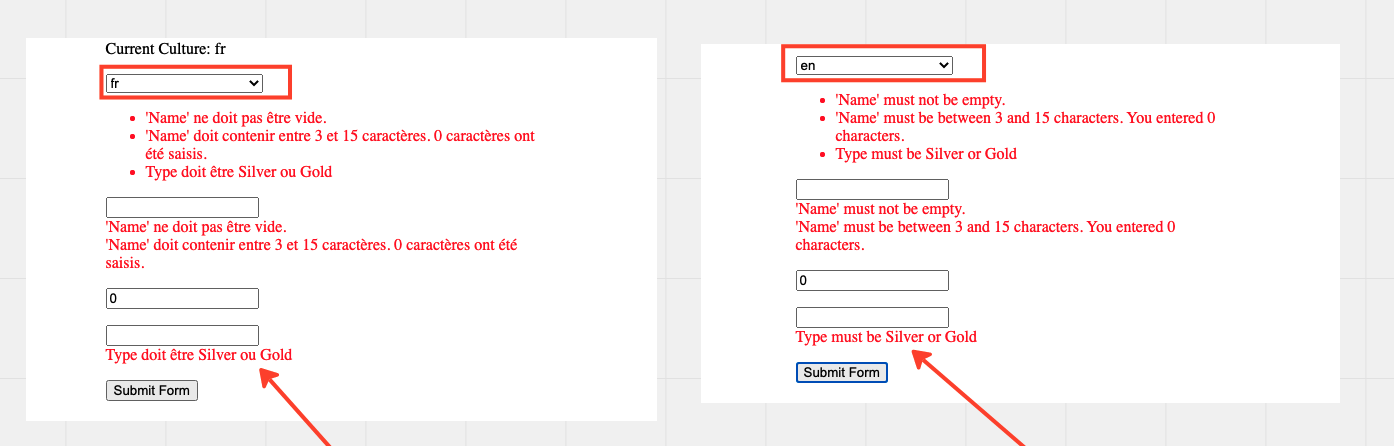 Current Culture: fr
fr
'Name' ne doit pas être vide.
'Name' doit contenir entre 3 et 15 caractères. 0 caractères ont
été saisis.
Type doit être Silver ou Gold
'Name' ne doit pas être vide.
'Name' doit contenir entre 3 et 15 caractères. 0 caractères ont été
saisis.
0
Type doit être Silver ou Gold
Submit Form
en
'Name' must not be empty.
'Name' must be between 3 and 15 characters. You entered 0
characters.
Type must be Silver or Gold
'Name' must not be empty.
'Name' must be between 3 and 15 characters. You entered 0
characters.
0
Type must be Silver or Gold
Submit Form